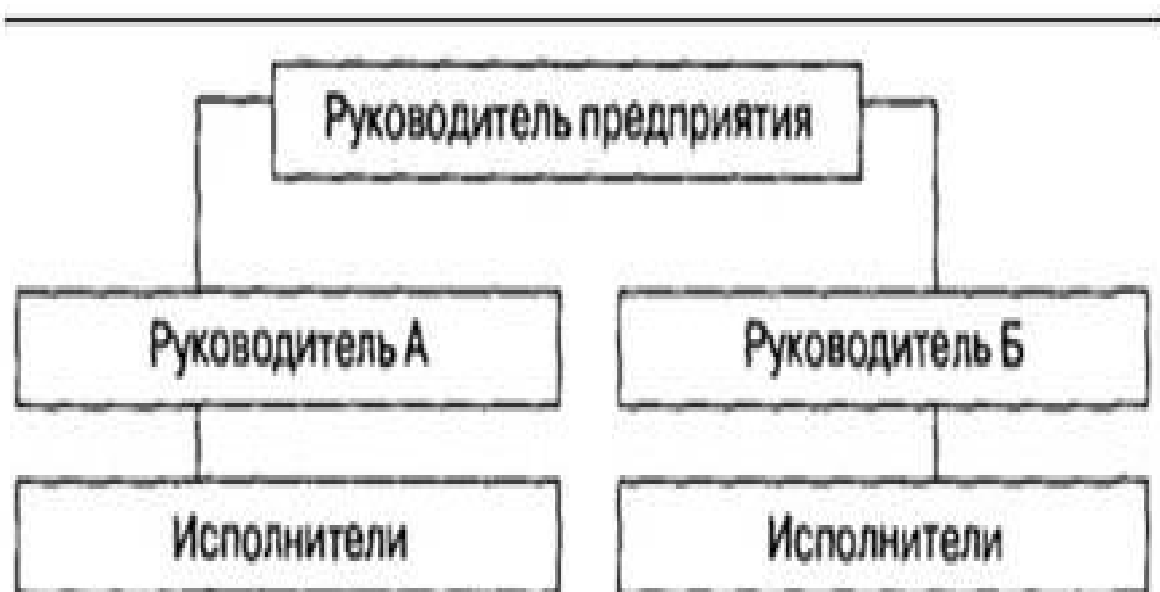 Руководитель предприятия
Руководитель А
Руководитель Б
Исполнители
Исполнители